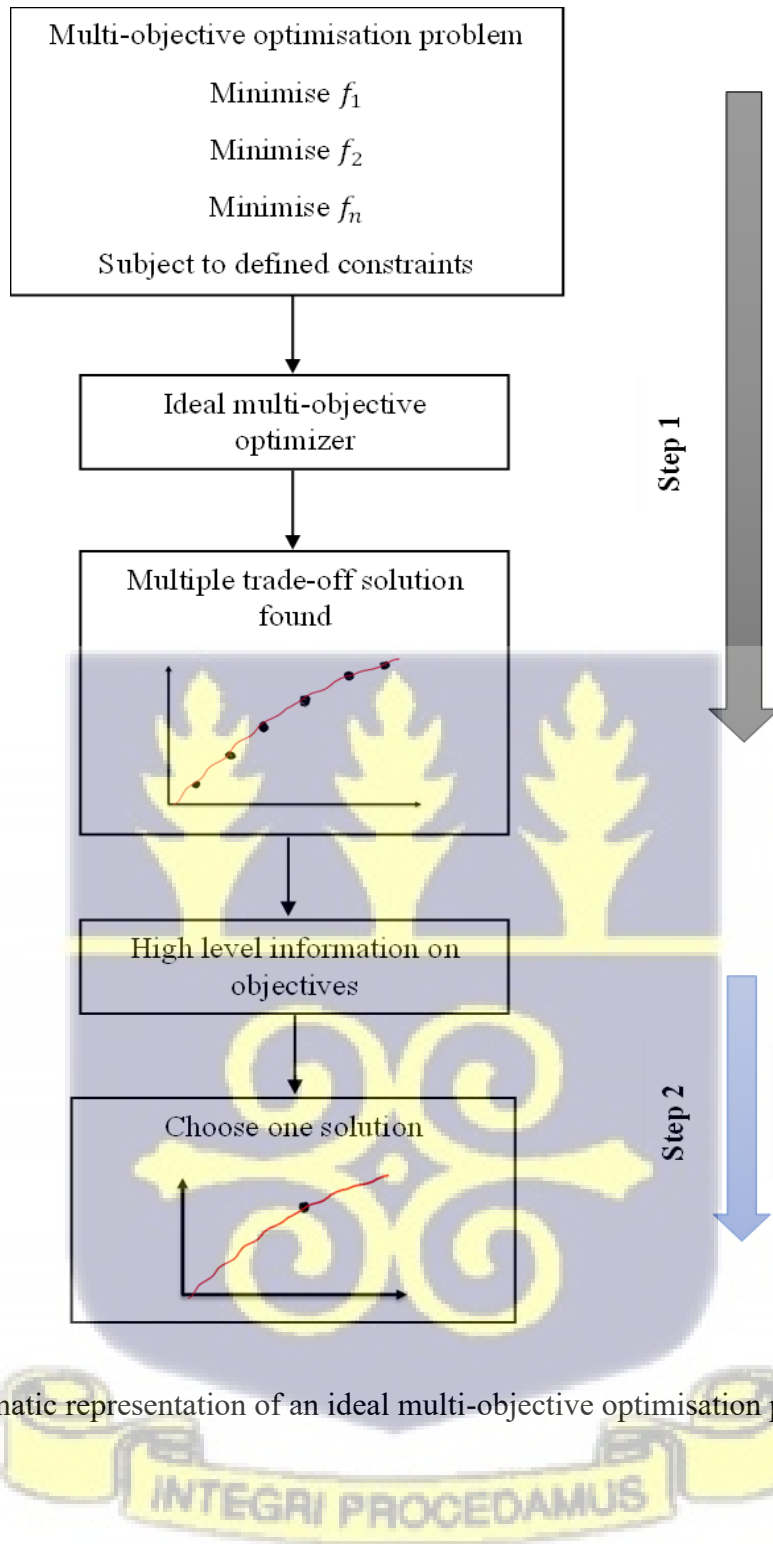 Multi-objective optimisation problem
Minimise f₁
Minimise f₂
Minimise fₙ
Subject to defined constraints
Ideal multi-objective
optimizer
Step 1
Multiple trade-off solution
found
High level information on
objectives
Step 2
Choose one solution
representation of an ideal multi-objective optimisation
INTEGRI PROCEDAMUS